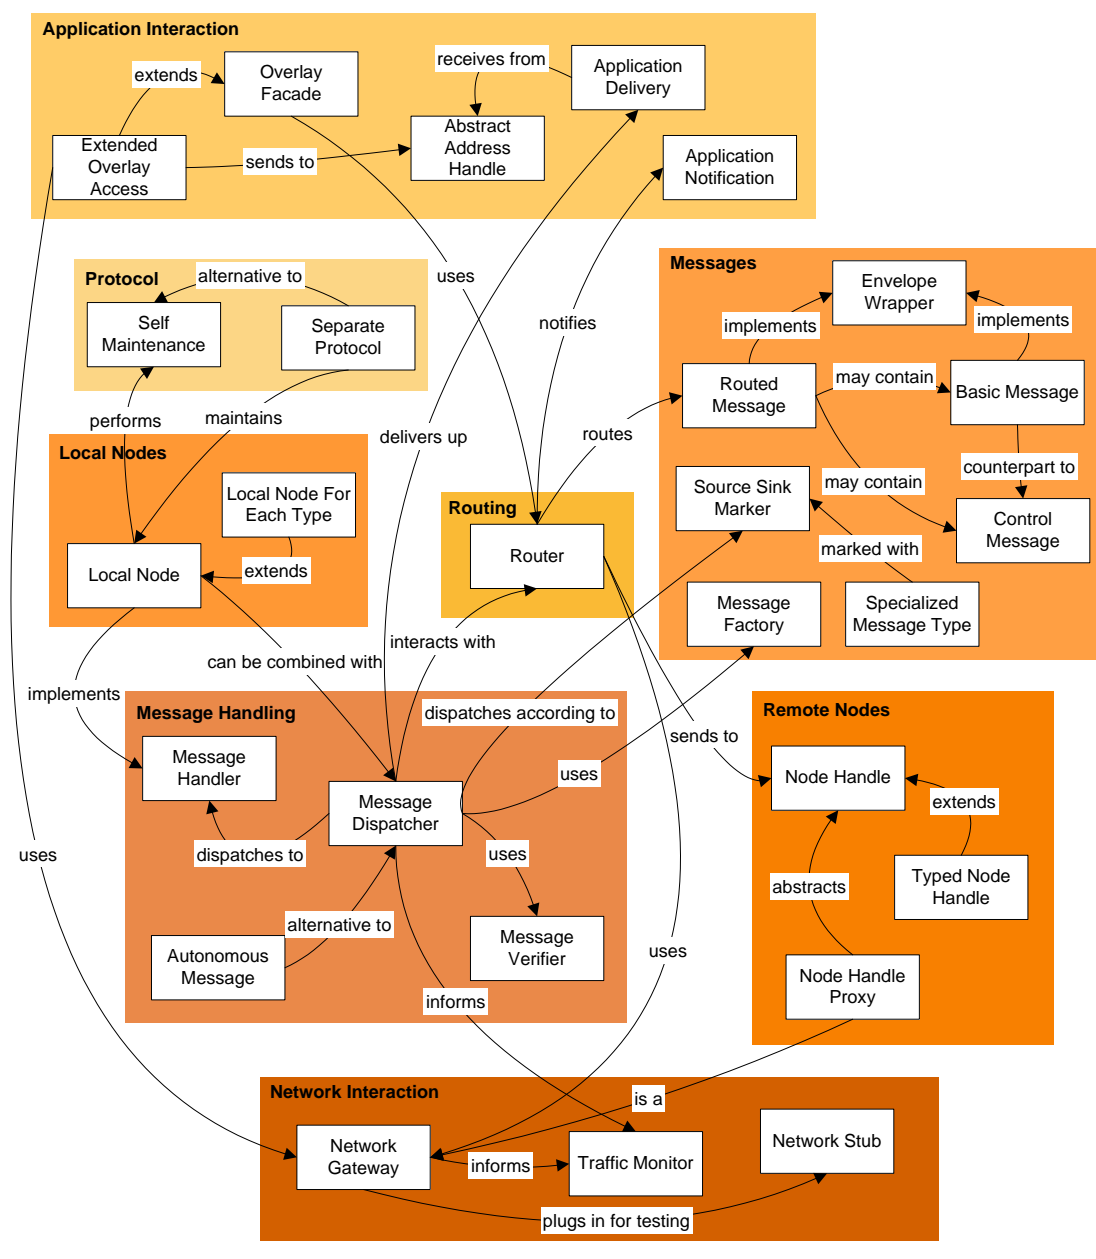 Application Interaction
receives from
Application
Delivery
extends
Overlay
Facade
Abstract
Address
Handle
Extended
Overlay
Access
sends to
Application
Notification
uses
notifies
delivers up
Protocol
alternative to
Self
Maintenance
Separate
Protocol
performs
maintains
Messages
Envelope
Wrapper
implements
implements
Routed
Message
may contain
Basic Message
routes
counterpart to
may contain
Source Sink
Marker
Control
Message
marked with
Message
Factory
Specialized
Message Type
Local Nodes
Local Node For
Each Type
Local Node
extends
Routing
Router
interacts with
can be combined with
implements
Message Handling
dispatches according to
Message
Handler
Message
Dispatcher
uses
dispatches to
uses
alternative to
Autonomous
Message
Message
Verifier
informs
sends to
uses
uses
Remote Nodes
Node Handle
extends
abstracts
Typed Node
Handle
Node Handle
Proxy
is a
Network Interaction
Network
Gateway
informs
Traffic Monitor
Network Stub
plugs in for testing